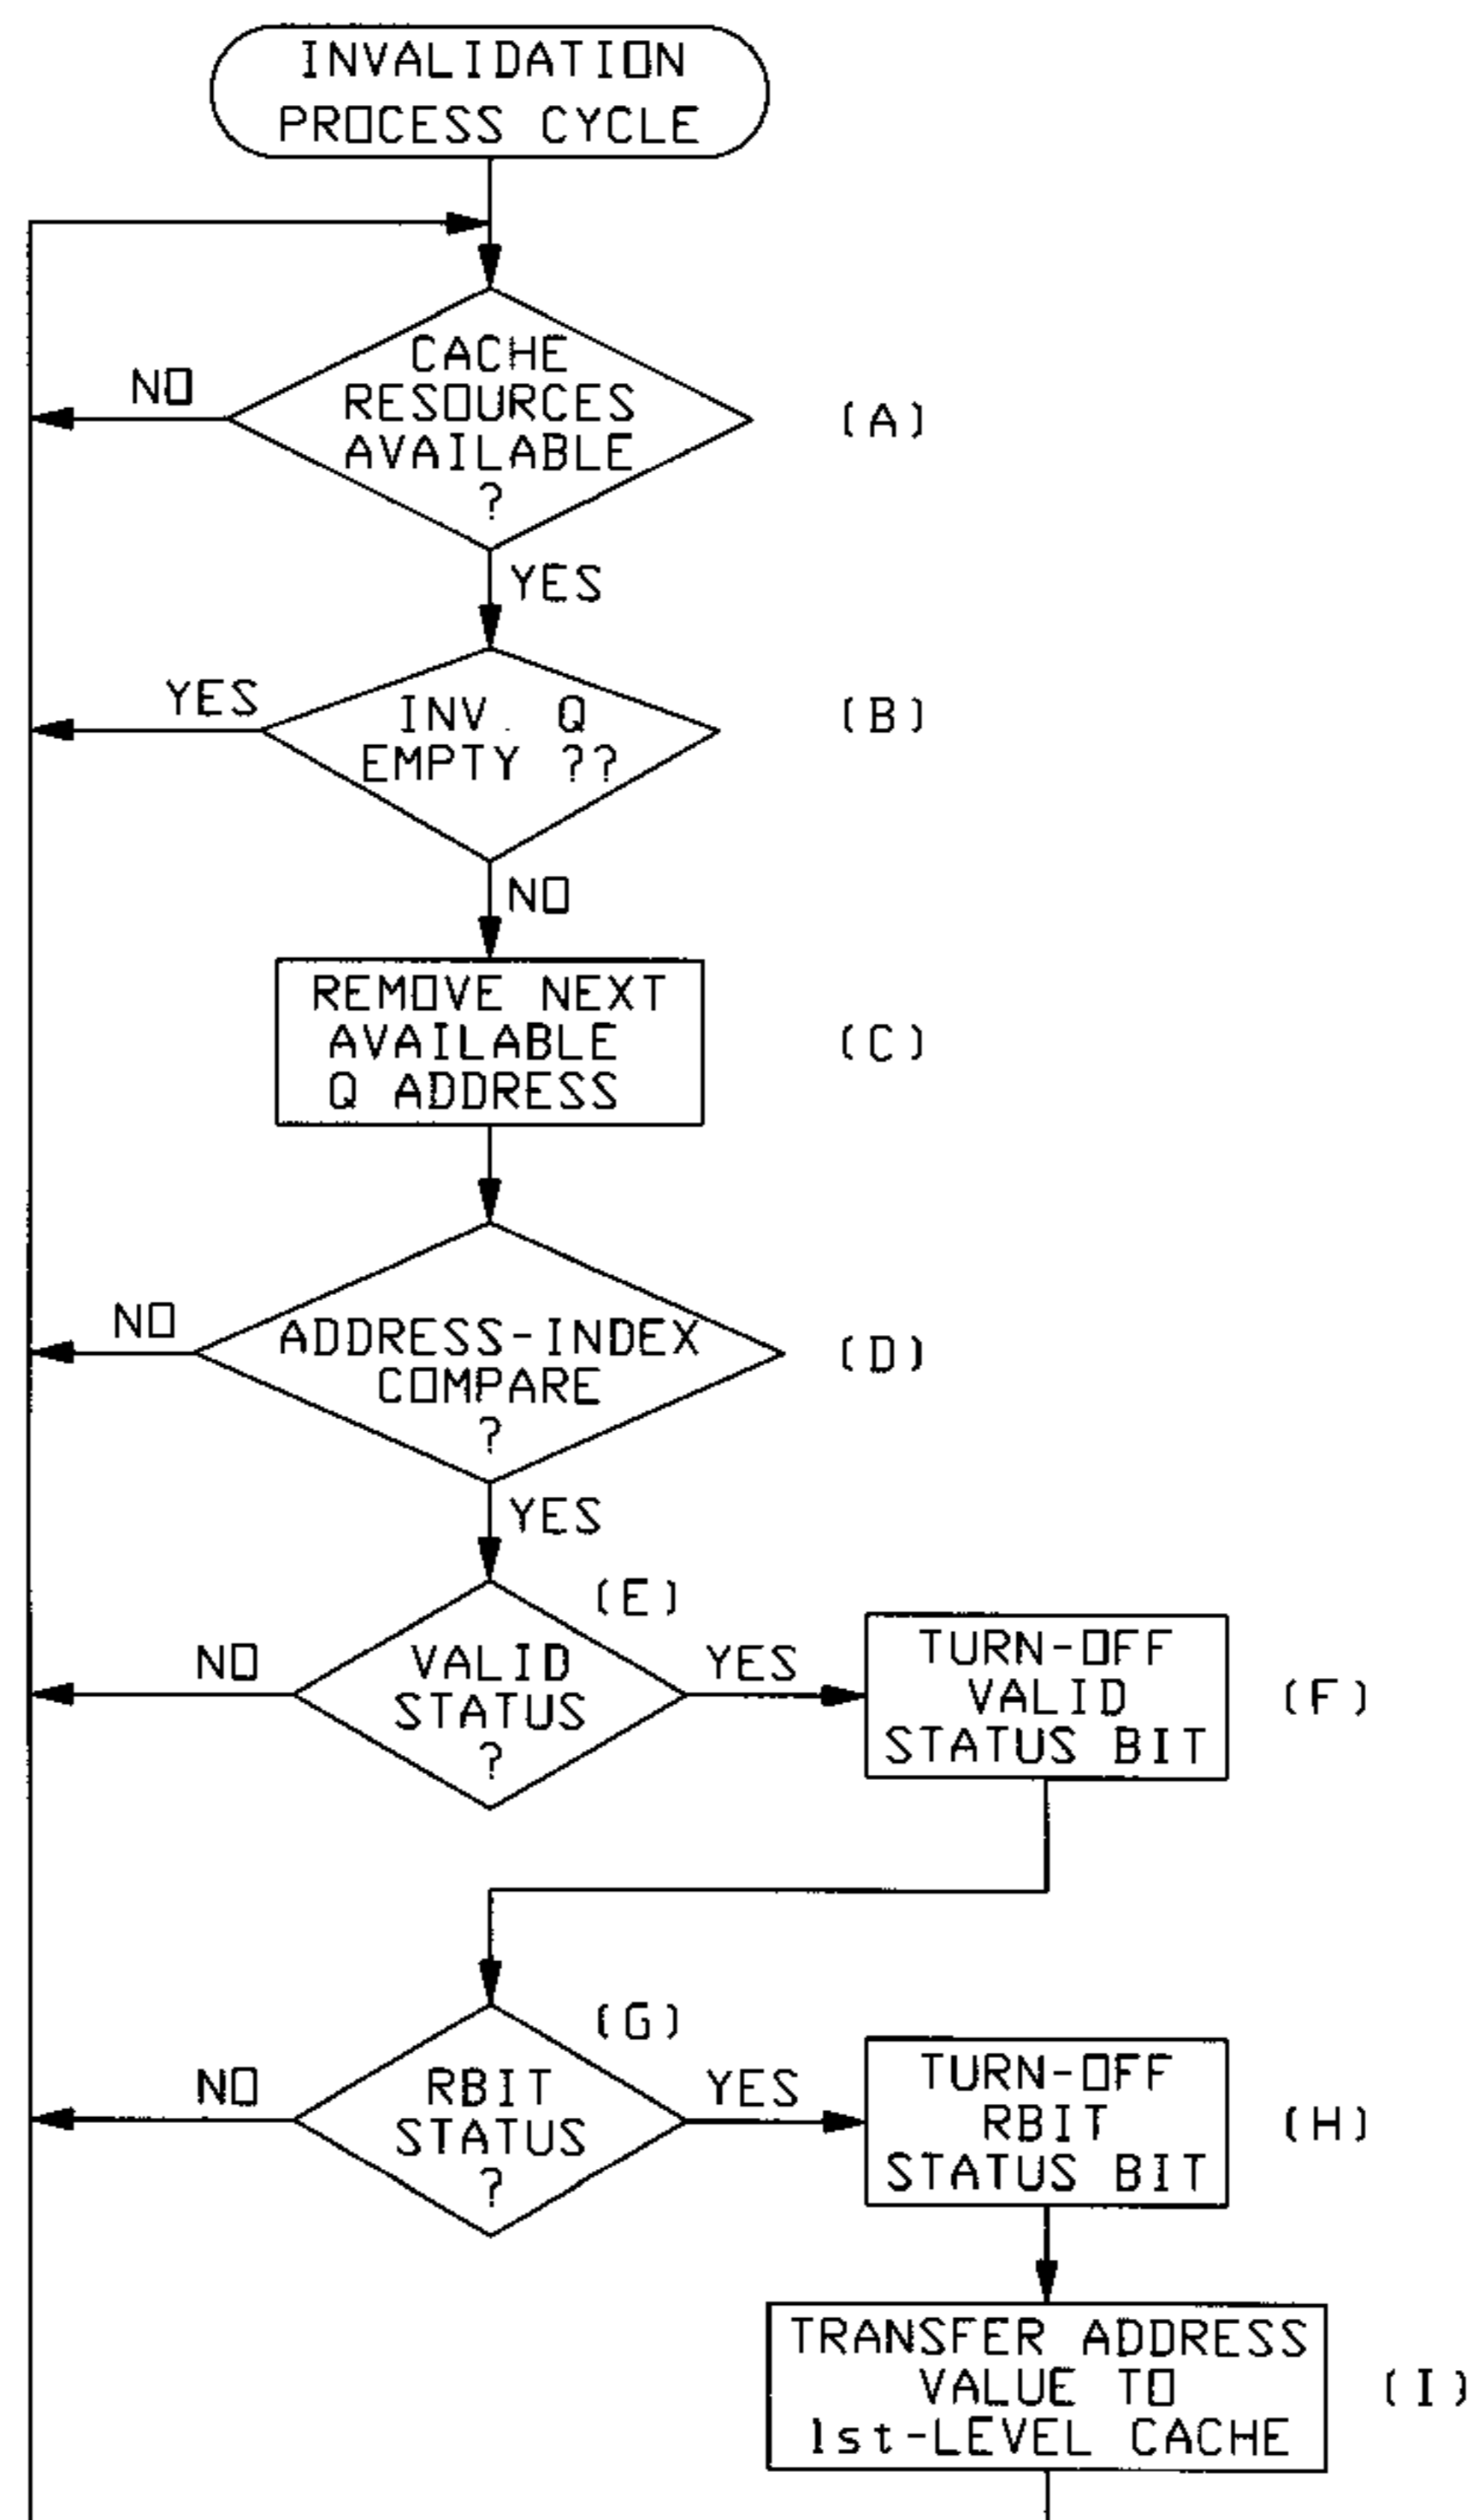 INVALIDATION
PROCESS CYCLE
CACHE
RESOURCES
AVAILABLE
?
NO
(A)
YES
INV. Q
EMPTY ??
YES
(B)
NO
REMOVE NEXT
AVAILABLE
Q ADDRESS
(C)
ADDRESS-INDEX
COMPARE
?
NO
(D)
YES
(E)
VALID
STATUS
?
NO
YES
TURN-OFF
VALID
STATUS BIT
(F)
(G)
RBIT
STATUS
?
NO
YES
TURN-OFF
RBIT
STATUS BIT
(H)
TRANSFER ADDRESS
VALUE TO
1st-LEVEL CACHE
(I)